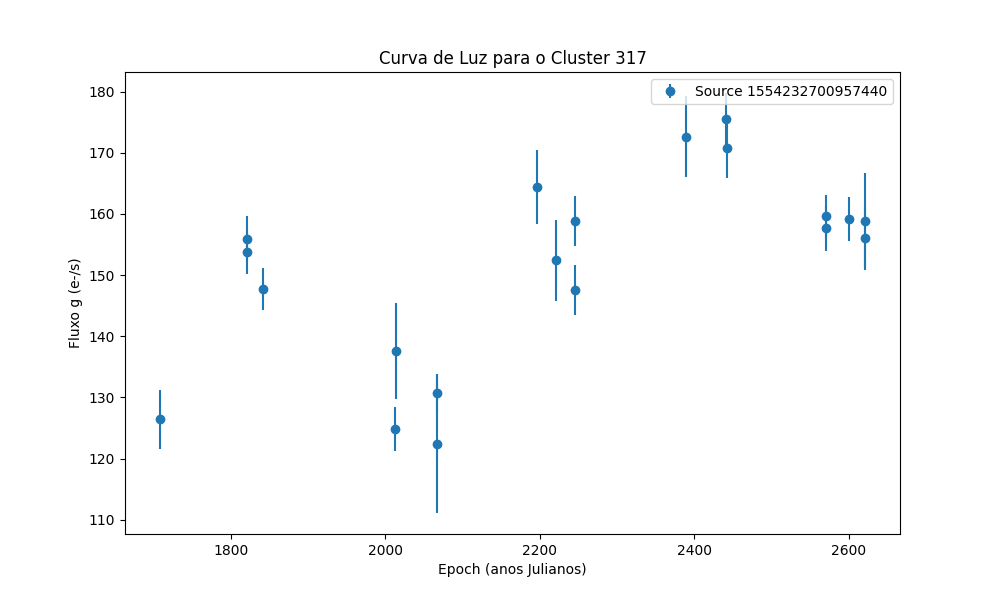 Curva de Luz para o Cluster 317
Source 1554232700957440
Fluxo g (e-/s)
180
170
160
150
140
130
120
110
1800 2000 2200 2400 2600
Epoch (anos Julianos)